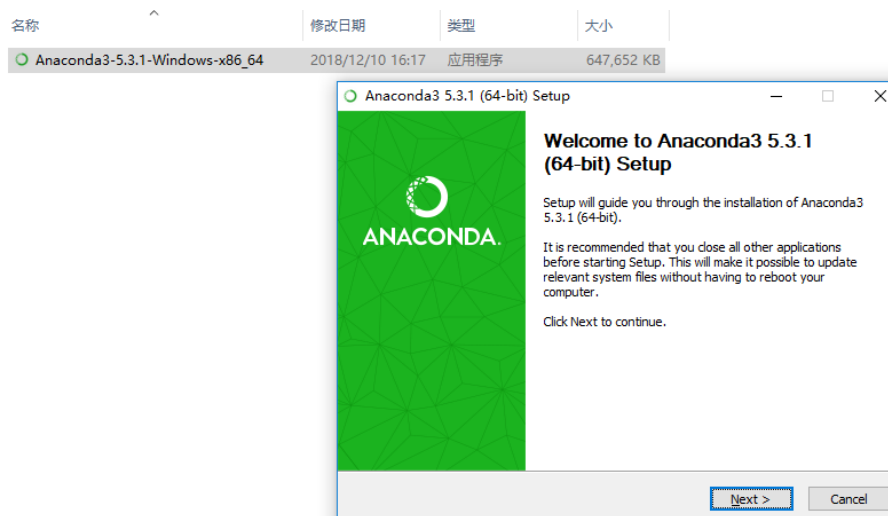 名称 修改日期 类型 大小
Anaconda3-5.3.1-Windows-x86_64 2018/12/10 16:17 应用程序 647,652 KB
Anaconda3 5.3.1 (64-bit) Setup
ANACONDA.
Welcome to Anaconda3 5.3.1
(64-bit) Setup
Setup will guide you through the installation of Anaconda3
5.3.1 (64-bit).
It is recommended that you close all other applications
before starting Setup. This will make it possible to update
relevant system files without having to reboot your
computer.
Click Next to continue.
Next > Cancel